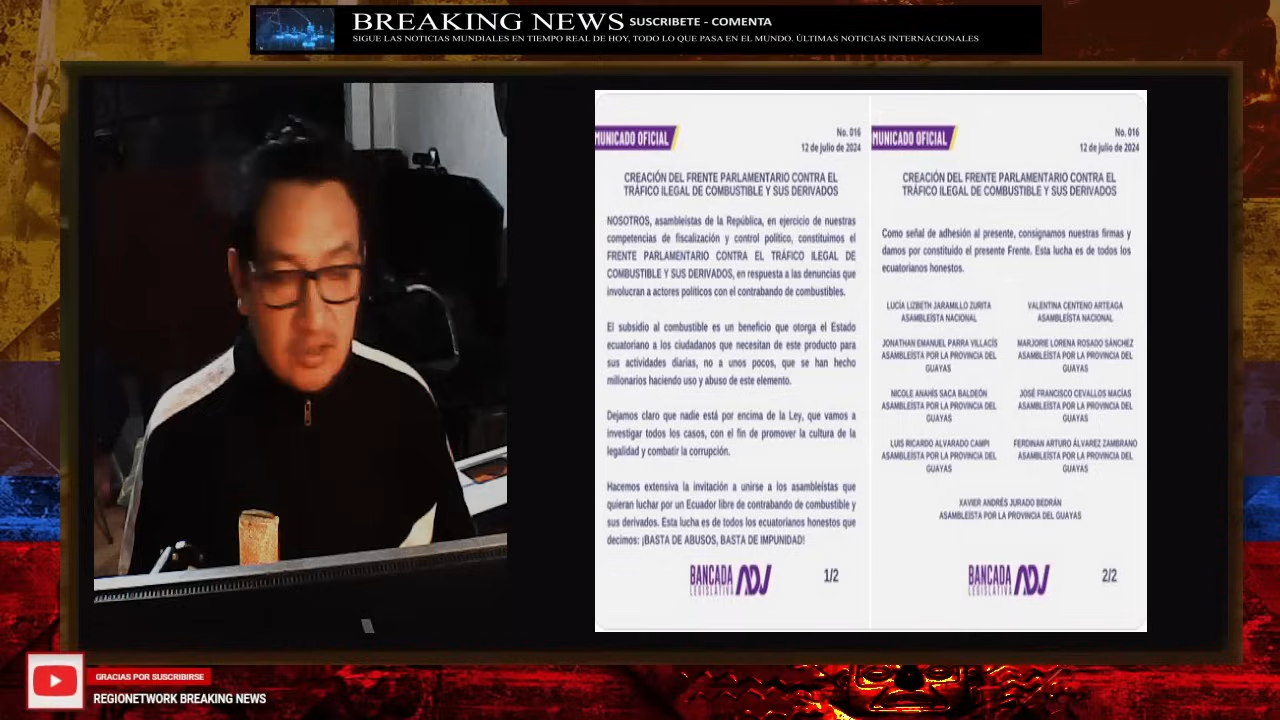 BREAKING NEWS SUSCRIBETE - COMENTA
SIGUE LAS NOTICIAS MUNDIALES EN TIEMPO REAL DE HOY, TODO LO QUE PASA EN EL MUNDO. ÚLTIMAS NOTICIAS INTERNACIONALES
MUNICADO OFICIAL
No. 016
12 de julio de 2024
CREACIÓN DEL FRENTE PARLAMENTARIO CONTRA EL
TRÁFICO ILEGAL DE COMBUSTIBLE Y SUS DERIVADOS
NOSOTROS, asambleístas de la República, en ejercicio de nuestras
competencias de fiscalización y control político, constituimos el
FRENTE PARLAMENTARIO CONTRA EL TRÁFICO ILEGAL DE
COMBUSTIBLE Y SUS DERIVADOS, en respuesta a las denuncias que
involucran a actores políticos con el contrabando de combustibles.
El subsidio al combustible es un beneficio que otorga el Estado
ecuatoriano a los ciudadanos que necesitan de este producto para
sus actividades diarias, no a unos pocos, que se han hecho
millonarios haciendo uso y abuso de este elemento.
Dejamos claro que nadie está por encima de la Ley, que vamos a
investigar todos los casos, con el fin de promover la cultura de la
legalidad y combatir la corrupción.
Hacemos extensiva la invitación a unirse a los asambleístas que
quieran luchar por un Ecuador libre de contrabando de combustible y
sus derivados. Esta lucha es de todos los ecuatorianos honestos que
decimos: ¡BASTA DE ABUSOS, BASTA DE IMPUNIDAD!
BANCADA
LEGISLATIVA
ADN
1/2
MUNICADO OFICIAL
No. 016
12 de julio de 2024
CREACIÓN DEL FRENTE PARLAMENTARIO CONTRA EL
TRÁFICO ILEGAL DE COMBUSTIBLE Y SUS DERIVADOS
Como señal de adhesión al presente, consignamos nuestras firmas y
damos por constituido el presente Frente. Esta lucha es de todos los
ecuatorianos honestos.
LUCÍA LIZBETH JARAMILLO ZURITA
ASAMBLEÍSTA NACIONAL
VALENTINA CENTENO ARTEAGA
ASAMBLEÍSTA NACIONAL
JONATHAN EMANUEL PARRA VILLACÍS
ASAMBLEÍSTA POR LA PROVINCIA DEL
GUAYAS
MARJORIE LORENA ROSADO SÁNCHEZ
ASAMBLEÍSTA POR LA PROVINCIA DEL
GUAYAS
NICOLE ANAHÍS SACA BALDEÓN
ASAMBLEÍSTA POR LA PROVINCIA DEL
GUAYAS
JOSÉ FRANCISCO CEVALLOS MACÍAS
ASAMBLEÍSTA POR LA PROVINCIA DEL
GUAYAS
LUIS RICARDO ALVARADO CAMPI
ASAMBLEÍSTA POR LA PROVINCIA DEL
GUAYAS
FERDINAN ARTURO ÁLVAREZ ZAMBRANO
ASAMBLEÍSTA POR LA PROVINCIA DEL
GUAYAS
XAVIER ANDRÉS JURADO BEDRÁN
ASAMBLEÍSTA POR LA PROVINCIA DEL GUAYAS
BANCADA
LEGISLATIVA
ADN
2/2
GRACIAS POR SUSCRIBIRSE
REGIONETWORK BREAKING NEWS